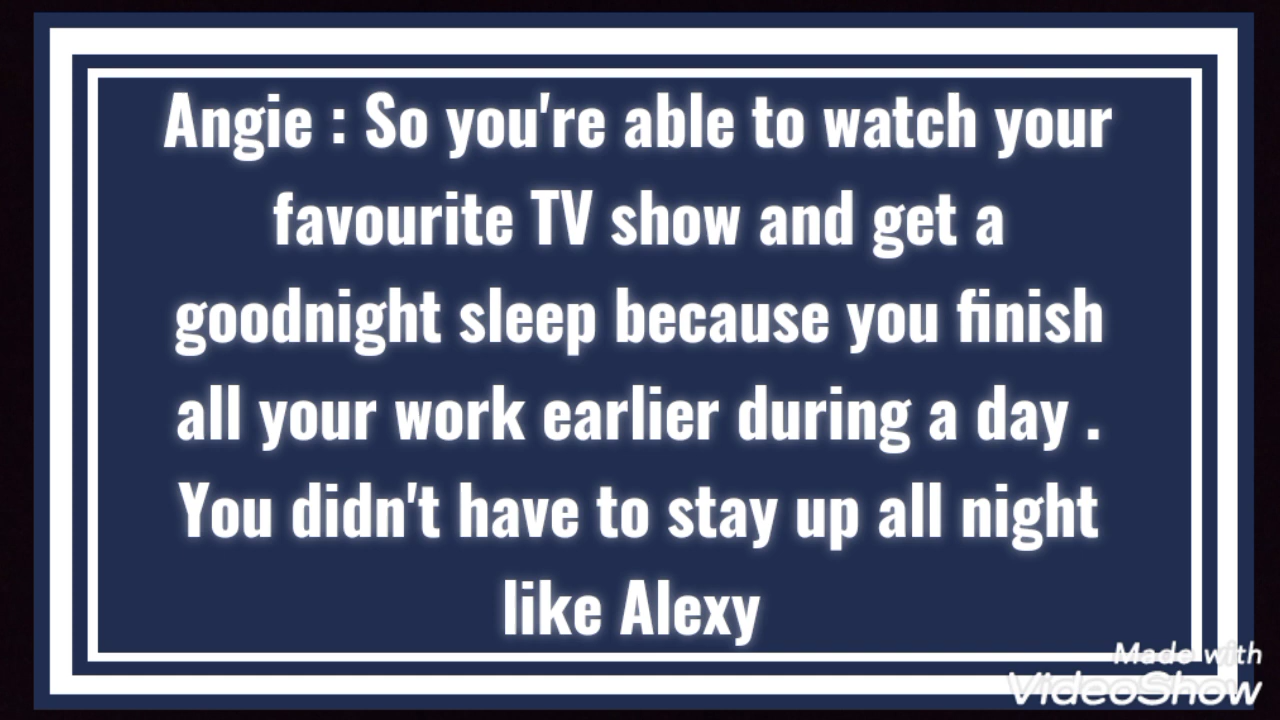 Angie : So you're able to watch your
favourite TV show and get a
goodnight sleep because you finish
all your work earlier during a day .
You didn't have to stay up all night
like Alexy
Made with
VideoShow